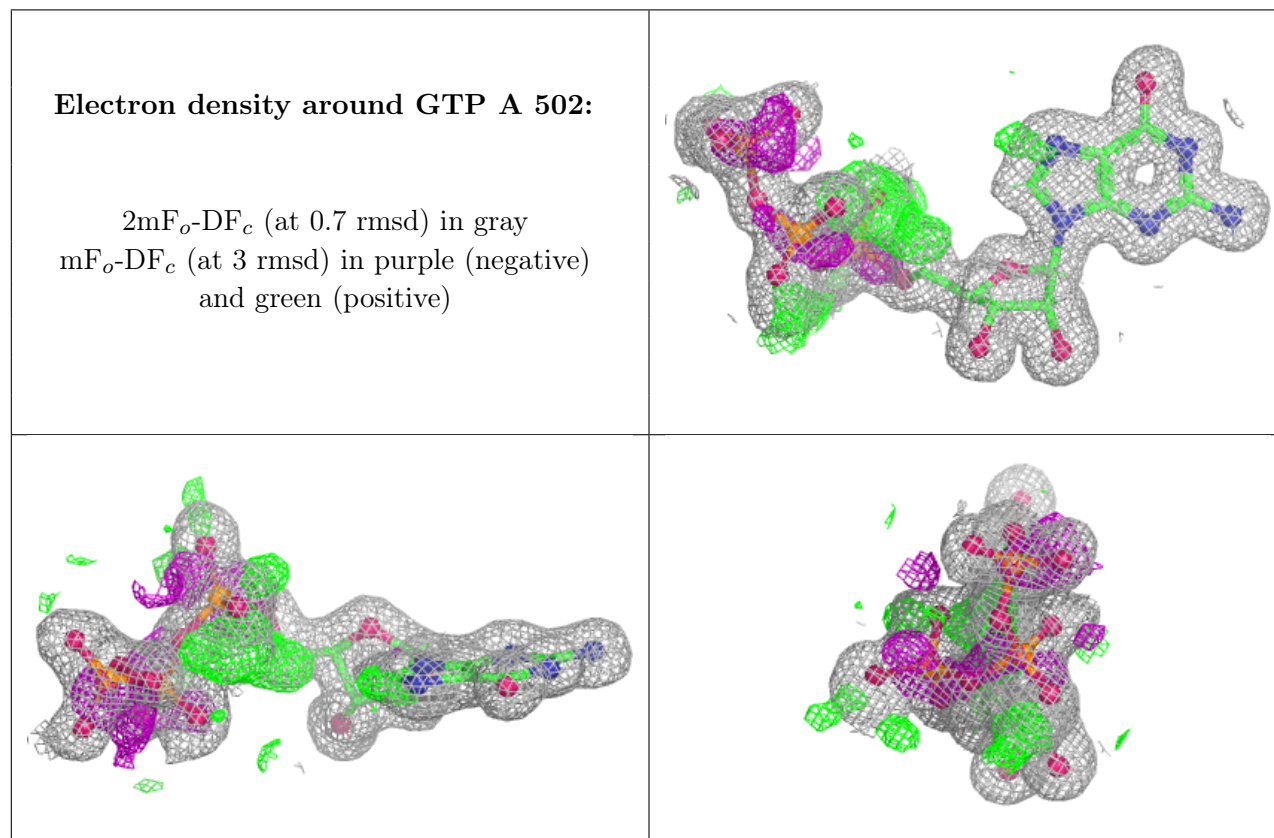 Electron density around GTP A 502:
2mFo-DFc (at 0.7 rmsd) in gray
mFo-DFc (at 3 rmsd) in purple (negative)
and green (positive)